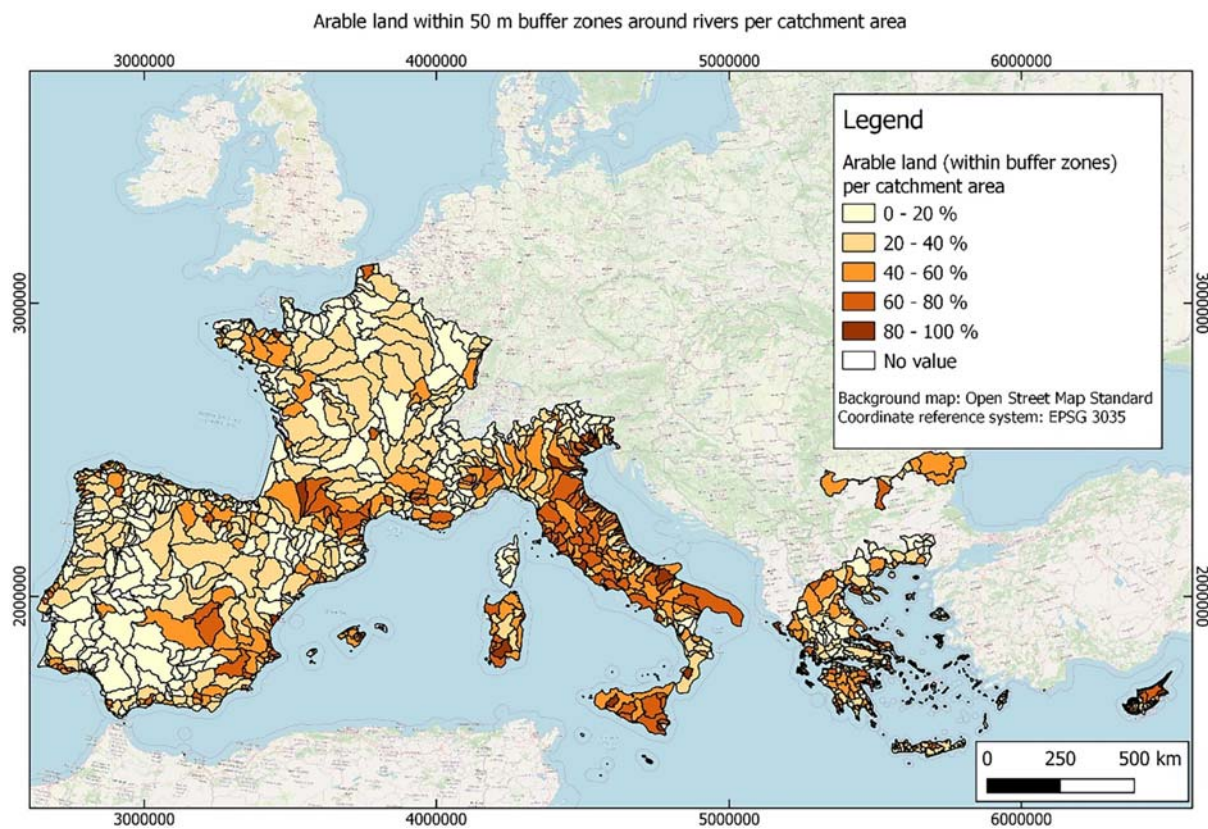 Arable land within 50 m buffer zones around rivers per catchment area
3000000 4000000 5000000 6000000
Legend
Arable land (within buffer zones)
per catchment area
0 - 20 %
20 - 40 %
40 - 60 %
60 - 80 %
80 - 100 %
No value
Background map: Open Street Map Standard
Coordinate reference system: EPSG 3035
3000000 3000000
2000000 2000000
0 250 500 km
3000000 4000000 5000000 6000000